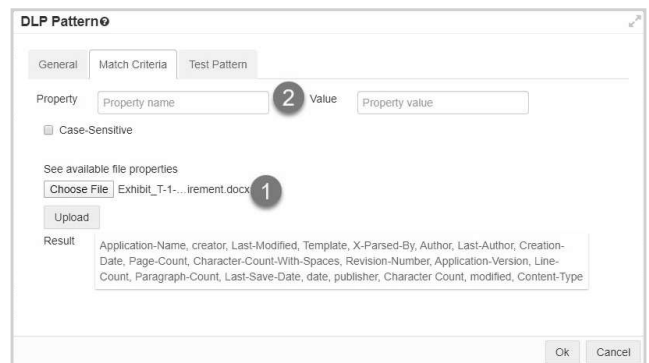 DLP Pattern
General Match Criteria Test Pattern
Property Property name 2 Value Property value
Case-Sensitive
See available file properties
Choose File Exhibit_T-1-...irement.docx 1
Upload
Result Application-Name, creator, Last-Modified, Template, X-Parsed-By, Author, Last-Author, Creation-
Date, Page-Count, Character-Count-With-Spaces, Revision-Number, Application-Version, Line-
Count, Paragraph-Count, Last-Save-Date, date, publisher, Character Count, modified, Content-Type
Ok Cancel